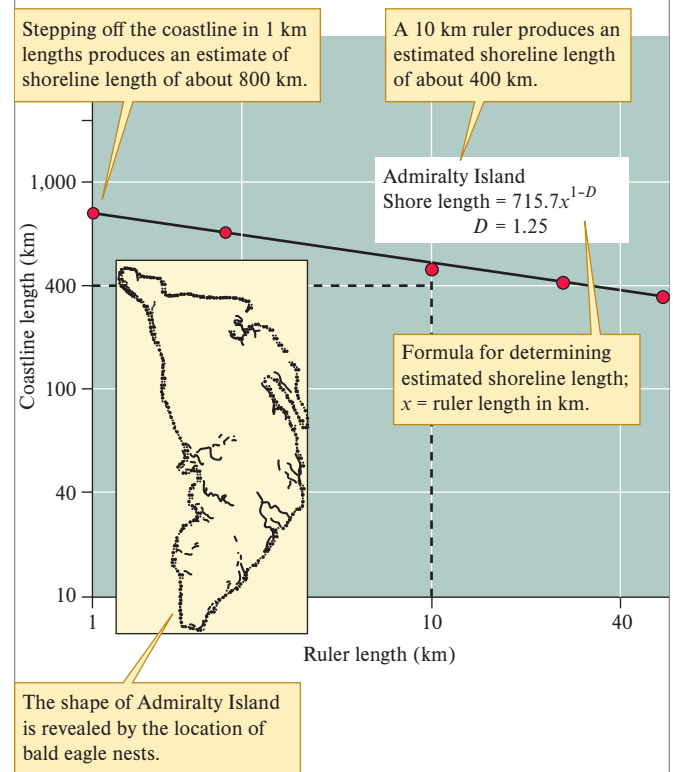 Stepping off the coastline in 1 km
lengths produces an estimate of
shoreline length of about 800 km.
A 10 km ruler produces an
estimated shoreline length
of about 400 km.
Admiralty Island
Shore length = 715.7x^{1–D}
D = 1.25
Formula for determining
estimated shoreline length;
x = ruler length in km.
Coastline length (km)
1,000
400
100
40
10
1
10
40
Ruler length (km)
The shape of Admiralty Island
is revealed by the location of
bald eagle nests.